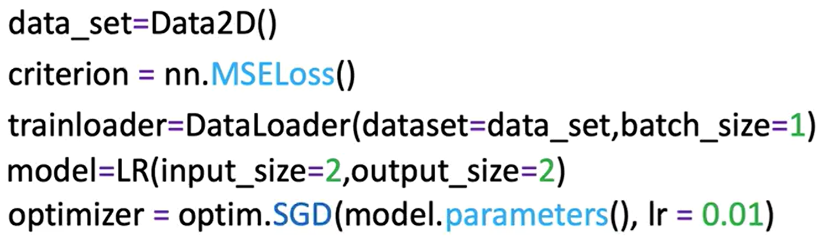 data_set=Data2D()
criterion = nn.MSELoss()
trainloader=DataLoader(dataset=data_set,batch_size=1)
model=LR(input_size=2,output_size=2)
optimizer = optim.SGD(model.parameters(), lr = 0.01)